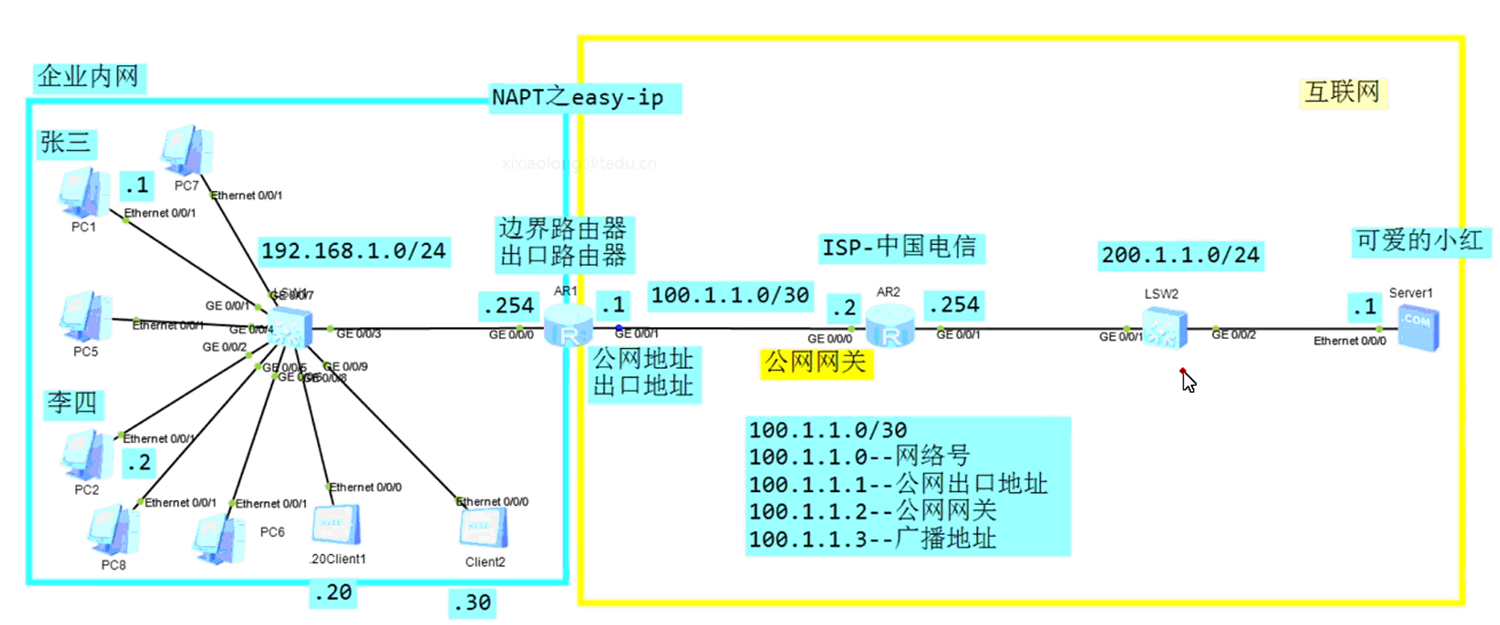 企业内网
NAPT之easy-ip
互联网
xixiaolong@tedu.cn
张三
.1
PC7
Ethernet 0/0/1
Ethernet 0/0/1
PC1
192.168.1.0/24
边界路由器
出口路由器
ISP-中国电信
200.1.1.0/24
可爱的小红
LSW1
GE 0/0/7
GE 0/0/1
.254
AR1
.1
100.1.1.0/30
.2
AR2
.254
LSW2
.1
Server1
.COM
R
R
Ethernet 0/0/1
PC5
GE 0/0/4
GE 0/0/3
GE 0/0/0
GE 0/0/1
GE 0/0/0
GE 0/0/1
GE 0/0/1
GE 0/0/2
Ethernet 0/0/0
GE 0/0/2
公网地址
出口地址
公网网关
GE 0/0/5
GE 0/0/9
GE 0/0/6
GE 0/0/8
李四
Ethernet 0/0/1
.2
PC2
100.1.1.0/30
100.1.1.0--网络号
100.1.1.1--公网出口地址
100.1.1.2--公网网关
100.1.1.3--广播地址
Ethernet 0/0/1
Ethernet 0/0/1
Ethernet 0/0/0
Ethernet 0/0/0
PC8
PC6
.20Client1
Client2
.20
.30